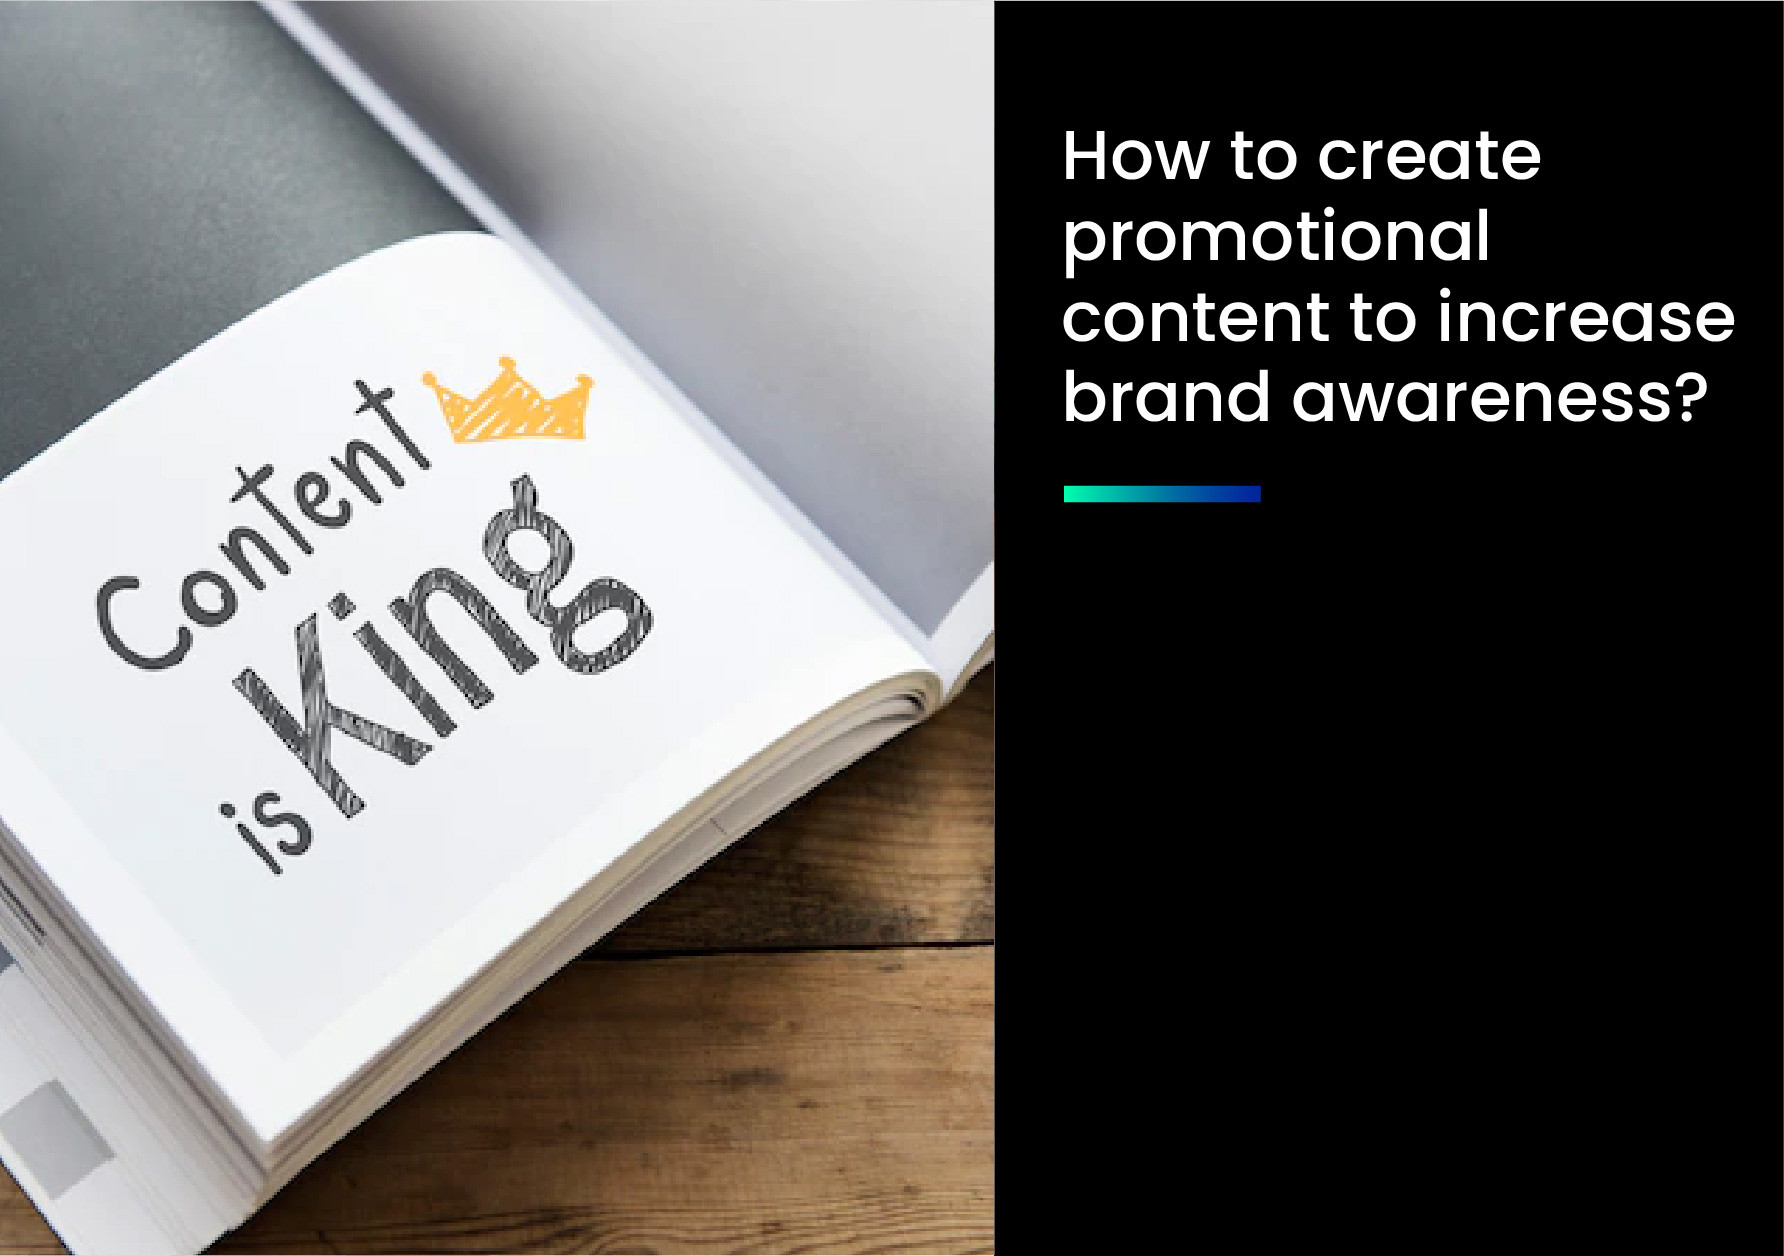 Content
is King
How to create
promotional
content to increase
brand awareness?